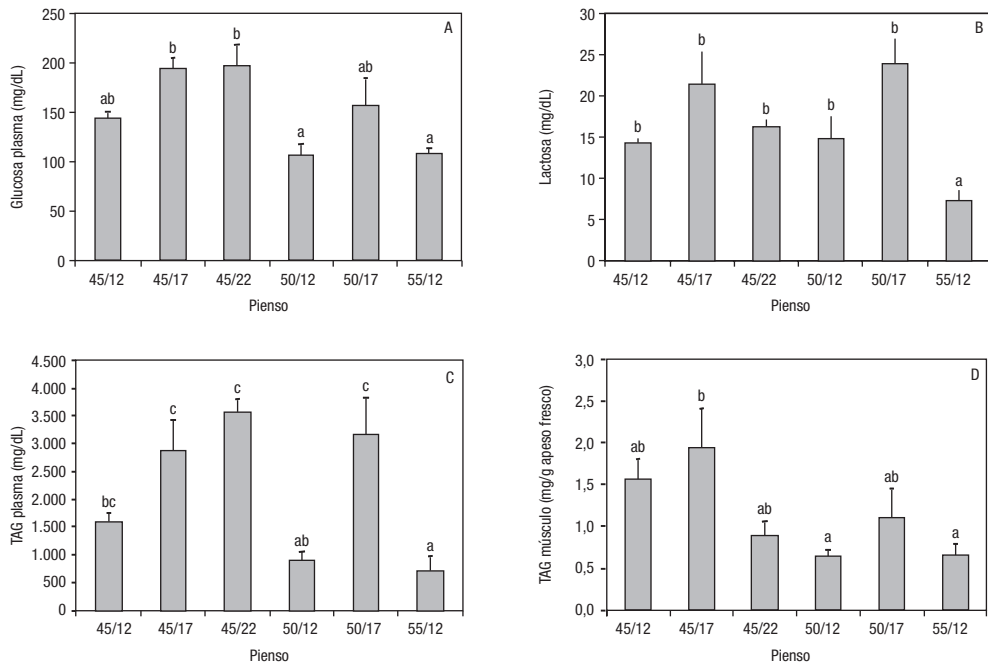 A
Glucosa plasma (mg/dL)
250
200
150
100
50
0
ab
b
b
a
ab
a
45/12 45/17 45/22 50/12 50/17 55/12
Pienso
B
Lactosa (mg/dL)
30
25
20
15
10
5
0
b
b
b
b
b
a
45/12 45/17 45/22 50/12 50/17 55/12
Pienso
C
TAG plasma (mg/dL)
4.500
4.000
3.500
3.000
2.500
2.000
1.500
1.000
500
0
bc
c
c
ab
c
a
45/12 45/17 45/22 50/12 50/17 55/12
Pienso
D
TAG músculo (mg/g apeso fresco)
3,0
2,5
2,0
1,5
1,0
0,5
0,0
ab
b
ab
a
ab
a
45/12 45/17 45/22 50/12 50/17 55/12
Pienso